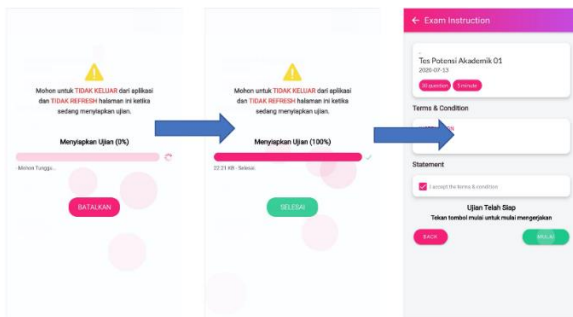 Mohon untuk TIDAK KELUAR dari aplikasi
dan TIDAK REFRESH halaman ini ketika
sedang menyiapkan ujian.
Menyiapkan Ujian (0%)
Mohon Tunggu...
BATALKAN
Mohon untuk TIDAK KELUAR dari aplikasi
dan TIDAK REFRESH halaman ini ketika
sedang menyiapkan ujian.
Menyiapkan Ujian (100%)
22.21 KB - Selesai
SELESAI
← Exam Instruction
Tes Potensi Akademik 01
2020-07-13
question
5 minute
Terms & Condition
Statement
I accept the terms & condition
Ujian Telah Siap
Tekan tombol mulai untuk mulai mengerjakan
BACK
MULAI